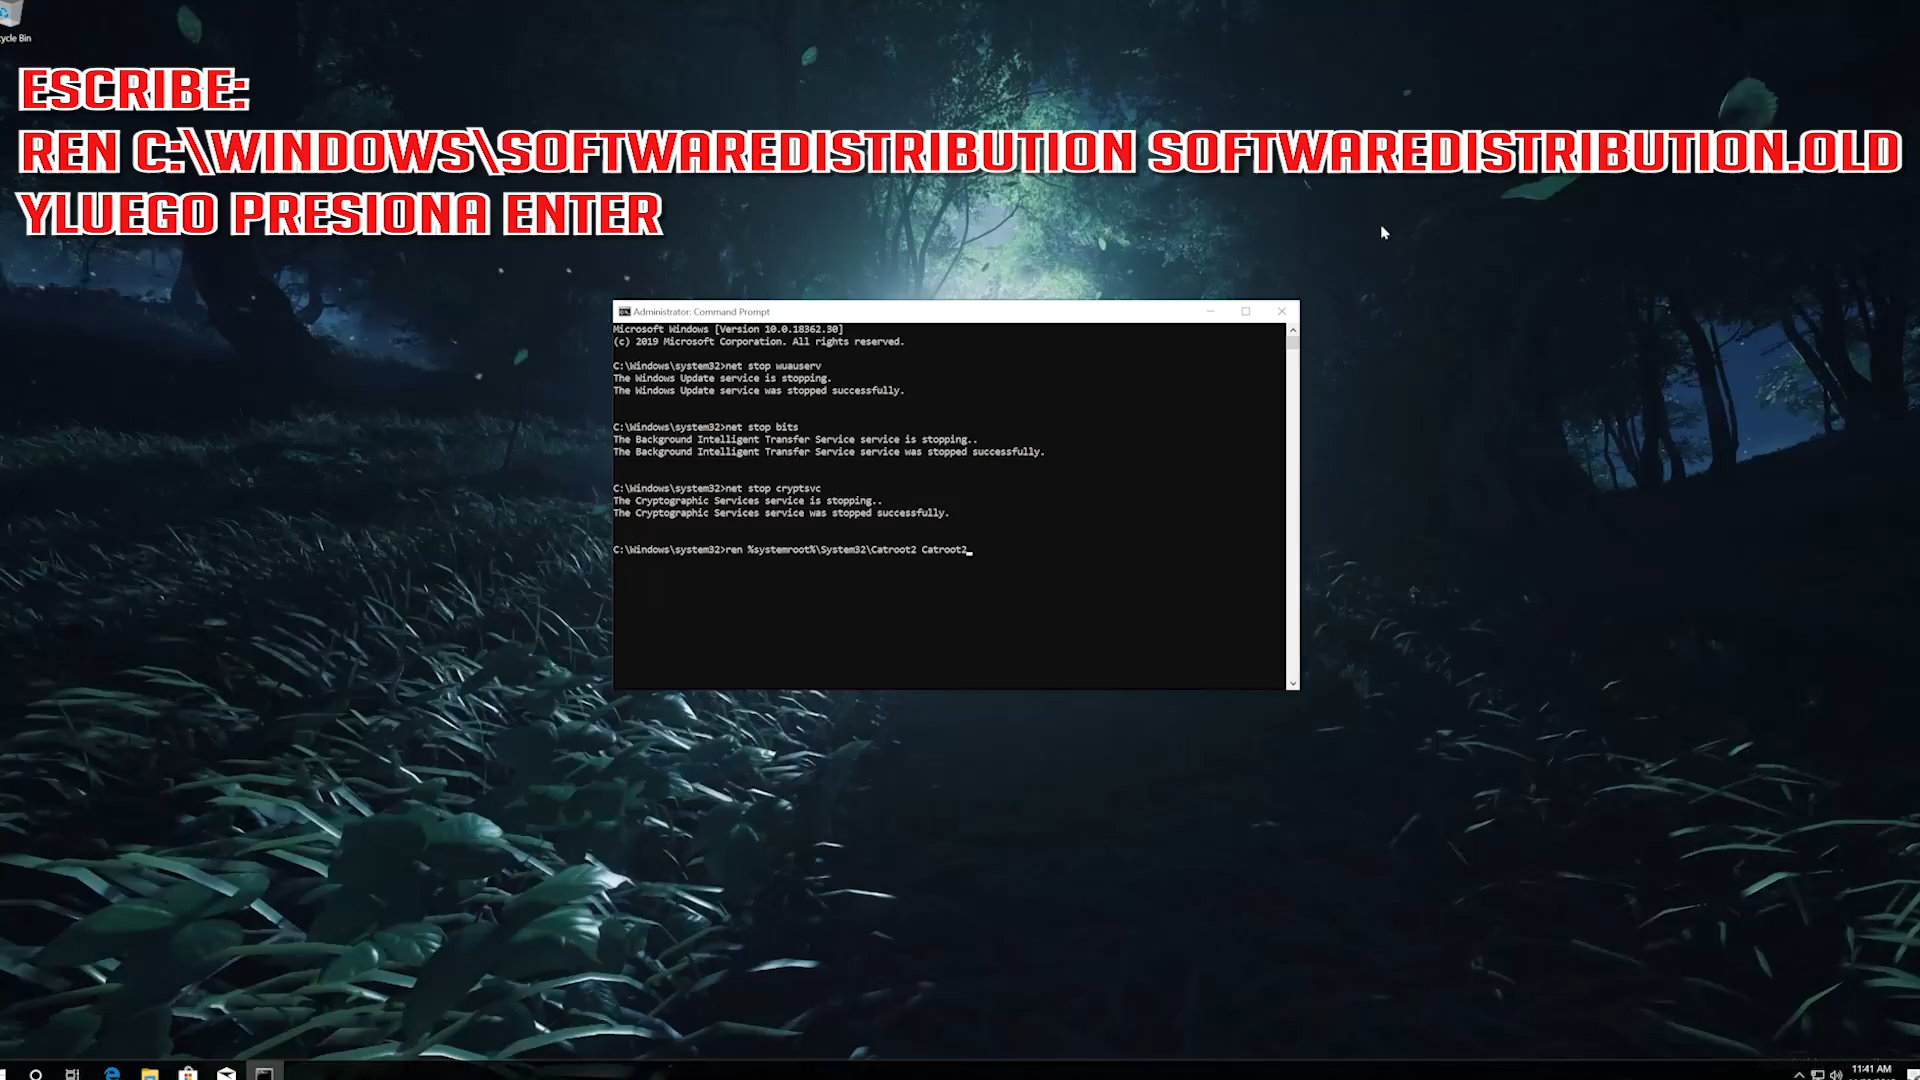 cycle Bin
ESCRIBE:
REN C:\WINDOWS\SOFTWAREDISTRIBUTION SOFTWAREDISTRIBUTION.OLD
YLUEGO PRESIONA ENTER
Administrator: Command Prompt
Microsoft Windows [Version 10.0.18362.30]
(c) 2019 Microsoft Corporation. All rights reserved.
C:\Windows\system32>net stop wuauserv
The Windows Update service is stopping.
The Windows Update service was stopped successfully.
C:\Windows\system32>net stop bits
The Background Intelligent Transfer Service service is stopping..
The Background Intelligent Transfer Service service was stopped successfully.
C:\Windows\system32>net stop cryptsvc
The Cryptographic Services service is stopping..
The Cryptographic Services service was stopped successfully.
C:\Windows\system32>ren %systemroot%\System32\Catroot2 Catroot2
11:41 AM